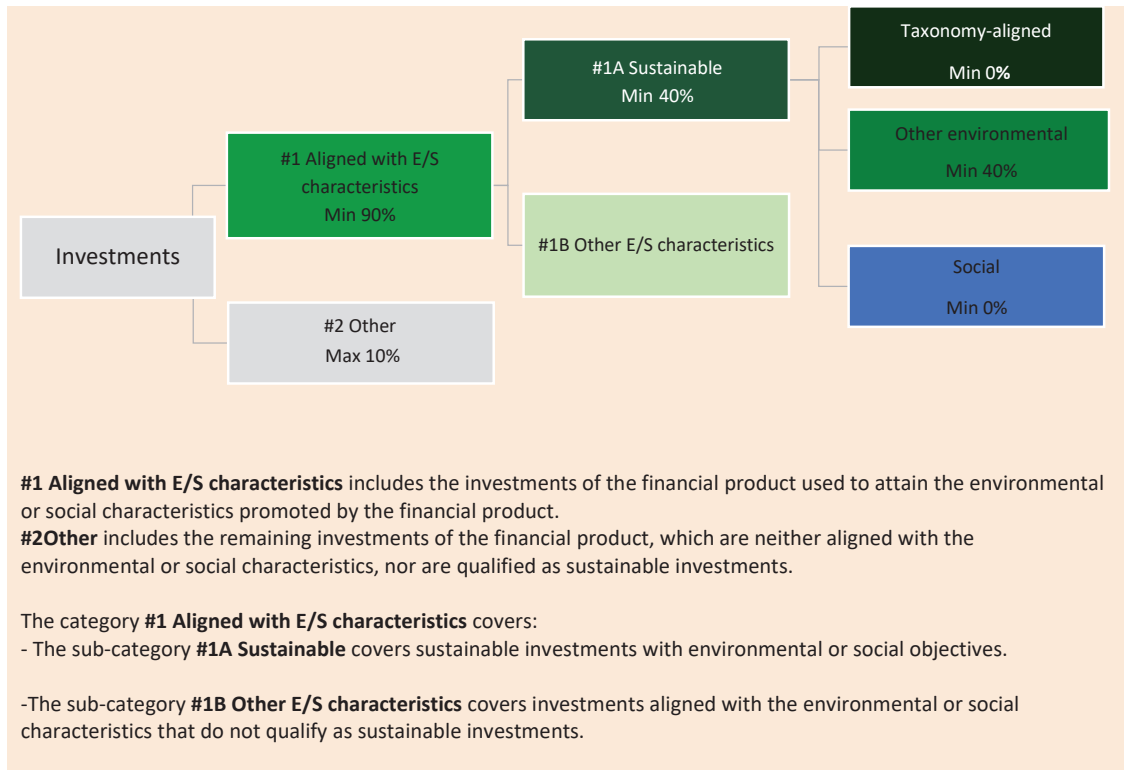 Taxonomy-aligned
Min 0%
#1A Sustainable
Min 40%
Other environmental
Min 40%
#1 Aligned with E/S
characteristics
Min 90%
#1B Other E/S characteristics
Investments
Social
Min 0%
#2 Other
Max 10%
#1 Aligned with E/S characteristics includes the investments of the financial product used to attain the environmental
or social characteristics promoted by the financial product.
#2Other includes the remaining investments of the financial product, which are neither aligned with the
environmental or social characteristics, nor are qualified as sustainable investments.
The category #1 Aligned with E/S characteristics covers:
- The sub-category #1A Sustainable covers sustainable investments with environmental or social objectives.
-The sub-category #1B Other E/S characteristics covers investments aligned with the environmental or social
characteristics that do not qualify as sustainable investments.